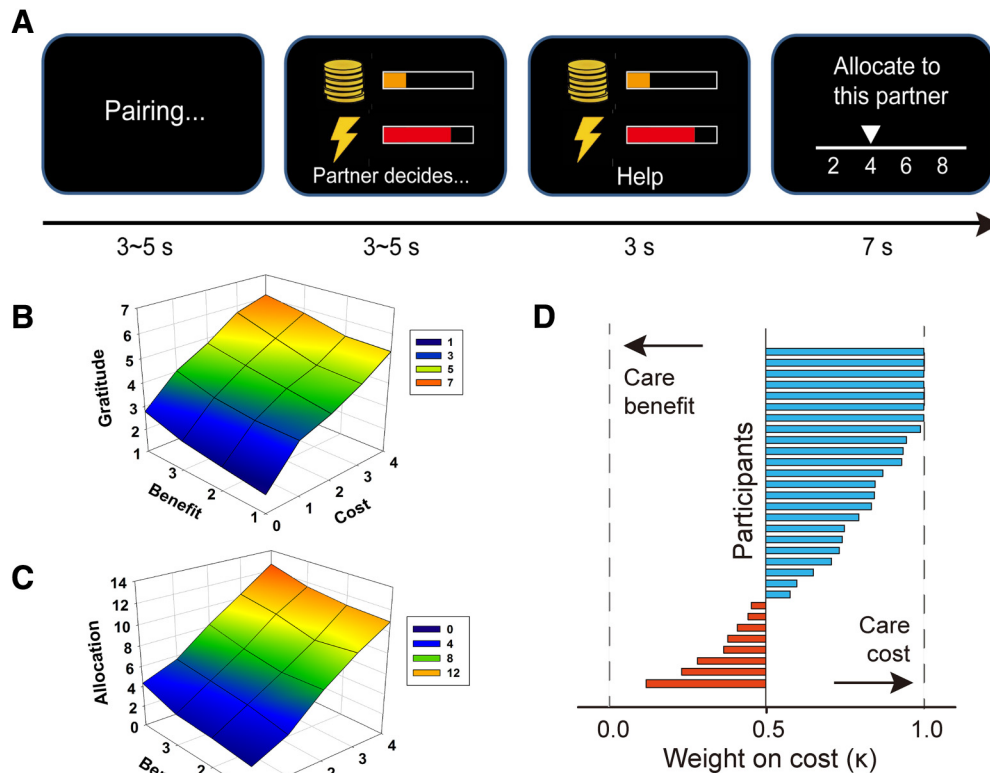 A
Pairing...
Partner decides...
Help
Allocate to
this partner
2 4 6 8
3~5 s
3~5 s
3 s
7 s
B
7
6
5
4
3
2
1
Gratitude
3
2
1
Benefit
0
1
2
3
4
Cost
1
3
5
7
C
14
12
10
8
6
4
2
0
Allocation
3
2
2
3
4
0
4
8
12
D
Care
benefit
Participants
Care
cost
0.0
0.5
1.0
Weight on cost (κ)